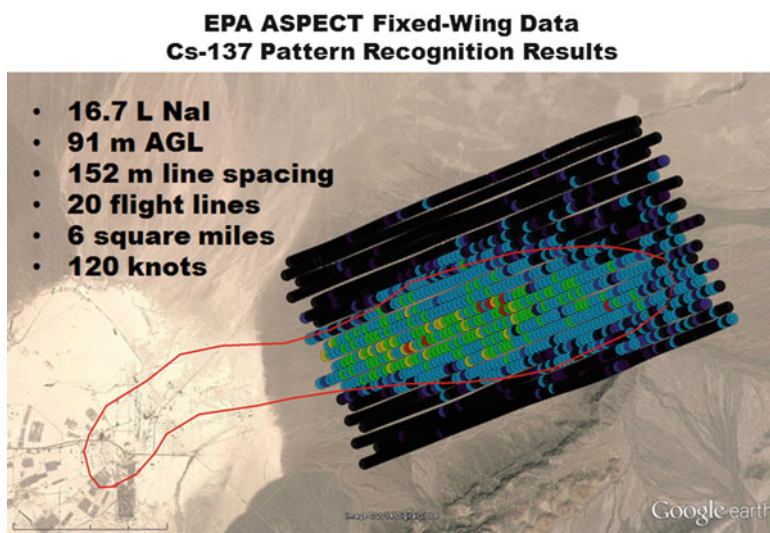 EPA ASPECT Fixed-Wing Data
Cs-137 Pattern Recognition Results
• 16.7 L NaI
• 91 m AGL
• 152 m line spacing
• 20 flight lines
• 6 square miles
• 120 knots
Google earth